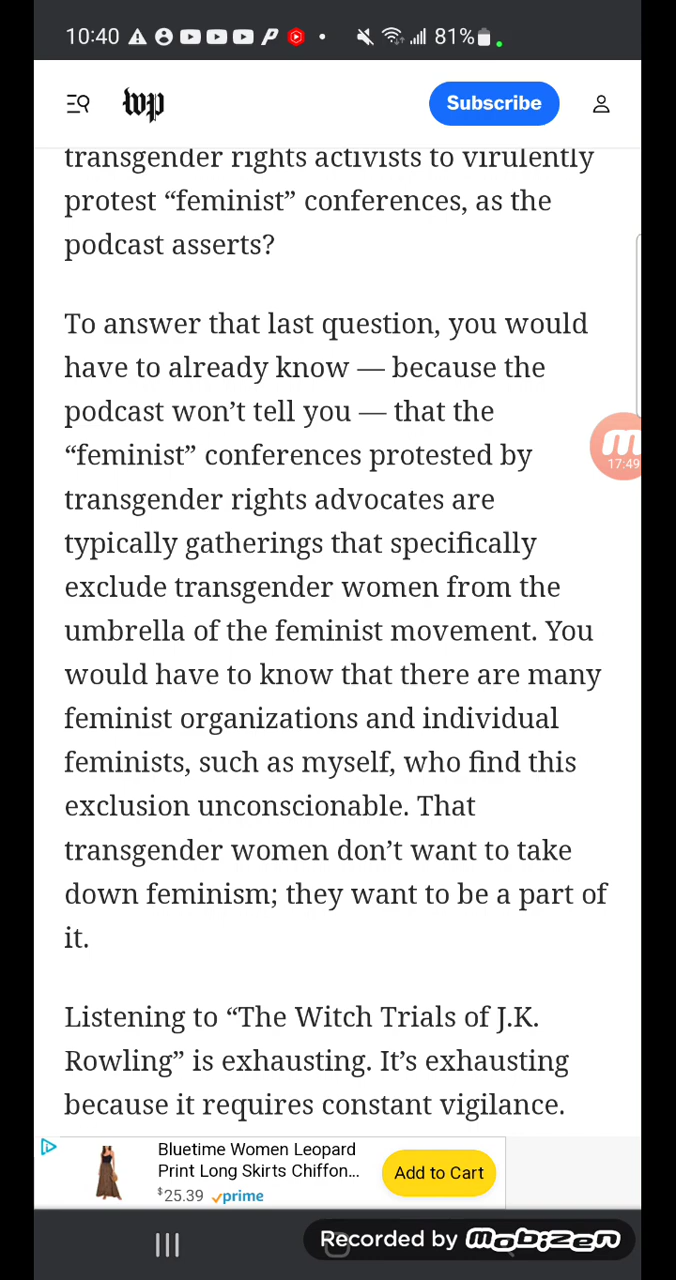 10:40 81%
wp
Subscribe
transgender rights activists to virulently
protest “feminist” conferences, as the
podcast asserts?
To answer that last question, you would
have to already know — because the
podcast won’t tell you — that the
“feminist” conferences protested by
transgender rights advocates are
typically gatherings that specifically
exclude transgender women from the
umbrella of the feminist movement. You
would have to know that there are many
feminist organizations and individual
feminists, such as myself, who find this
exclusion unconscionable. That
transgender women don’t want to take
down feminism; they want to be a part of
it.
Listening to “The Witch Trials of J.K.
Rowling” is exhausting. It’s exhausting
because it requires constant vigilance.
m
17:49
Bluetime Women Leopard
Print Long Skirts Chiffon...
$25.39 prime
Add to Cart
Recorded by mobizen